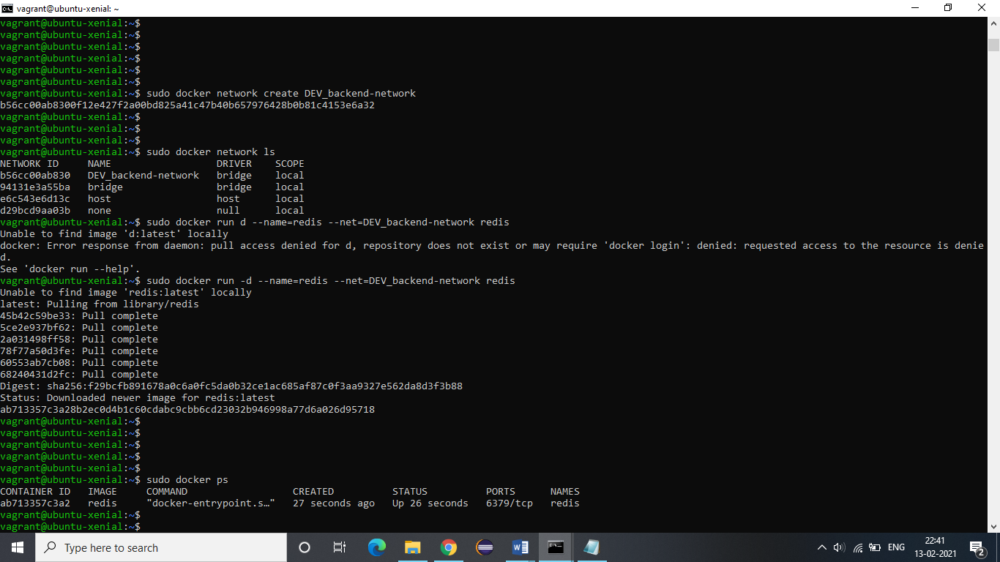 vagrant@ubuntu-xenial: ~
vagrant@ubuntu-xenial:~$
vagrant@ubuntu-xenial:~$
vagrant@ubuntu-xenial:~$
vagrant@ubuntu-xenial:~$
vagrant@ubuntu-xenial:~$
vagrant@ubuntu-xenial:~$
vagrant@ubuntu-xenial:~$ sudo docker network create DEV_backend-network
b56cc00ab8300f12e427f2a00bd825a41c47b40b657976428b0b81c4153e6a32
vagrant@ubuntu-xenial:~$
vagrant@ubuntu-xenial:~$
vagrant@ubuntu-xenial:~$
vagrant@ubuntu-xenial:~$ sudo docker network ls
NETWORK ID     NAME                  DRIVER    SCOPE
b56cc00ab830   DEV_backend-network   bridge    local
94131e3a55ba   bridge                bridge    local
e6c543e6d13c   host                  host      local
d29bcd9aa03b   none                  null      local
vagrant@ubuntu-xenial:~$ sudo docker run d --name=redis --net=DEV_backend-network redis
Unable to find image 'd:latest' locally
docker: Error response from daemon: pull access denied for d, repository does not exist or may require 'docker login': denied: requested access to the resource is denie
d.
See 'docker run --help'.
vagrant@ubuntu-xenial:~$ sudo docker run -d --name=redis --net=DEV_backend-network redis
Unable to find image 'redis:latest' locally
latest: Pulling from library/redis
45b42c59be33: Pull complete
5ce2e937bf62: Pull complete
2a031498ff58: Pull complete
78f77a50d3fe: Pull complete
60553ab7cb08: Pull complete
68240431d2fc: Pull complete
Digest: sha256:f29bcfb891678a0c6a0fc5da0b32ce1ac685af87c0f3aa9327e562da8d3f3b88
Status: Downloaded newer image for redis:latest
ab713357c3a28b2ec0d4b1c60cdabc9cbb6cd23032b946998a77d6a026d95718
vagrant@ubuntu-xenial:~$
vagrant@ubuntu-xenial:~$
vagrant@ubuntu-xenial:~$
vagrant@ubuntu-xenial:~$
vagrant@ubuntu-xenial:~$
vagrant@ubuntu-xenial:~$ sudo docker ps
CONTAINER ID   IMAGE     COMMAND                  CREATED          STATUS          PORTS      NAMES
ab713357c3a2   redis     "docker-entrypoint.s…"   27 seconds ago   Up 26 seconds   6379/tcp   redis
vagrant@ubuntu-xenial:~$
vagrant@ubuntu-xenial:~$
Type here to search
ENG
22:41
13-02-2021
2